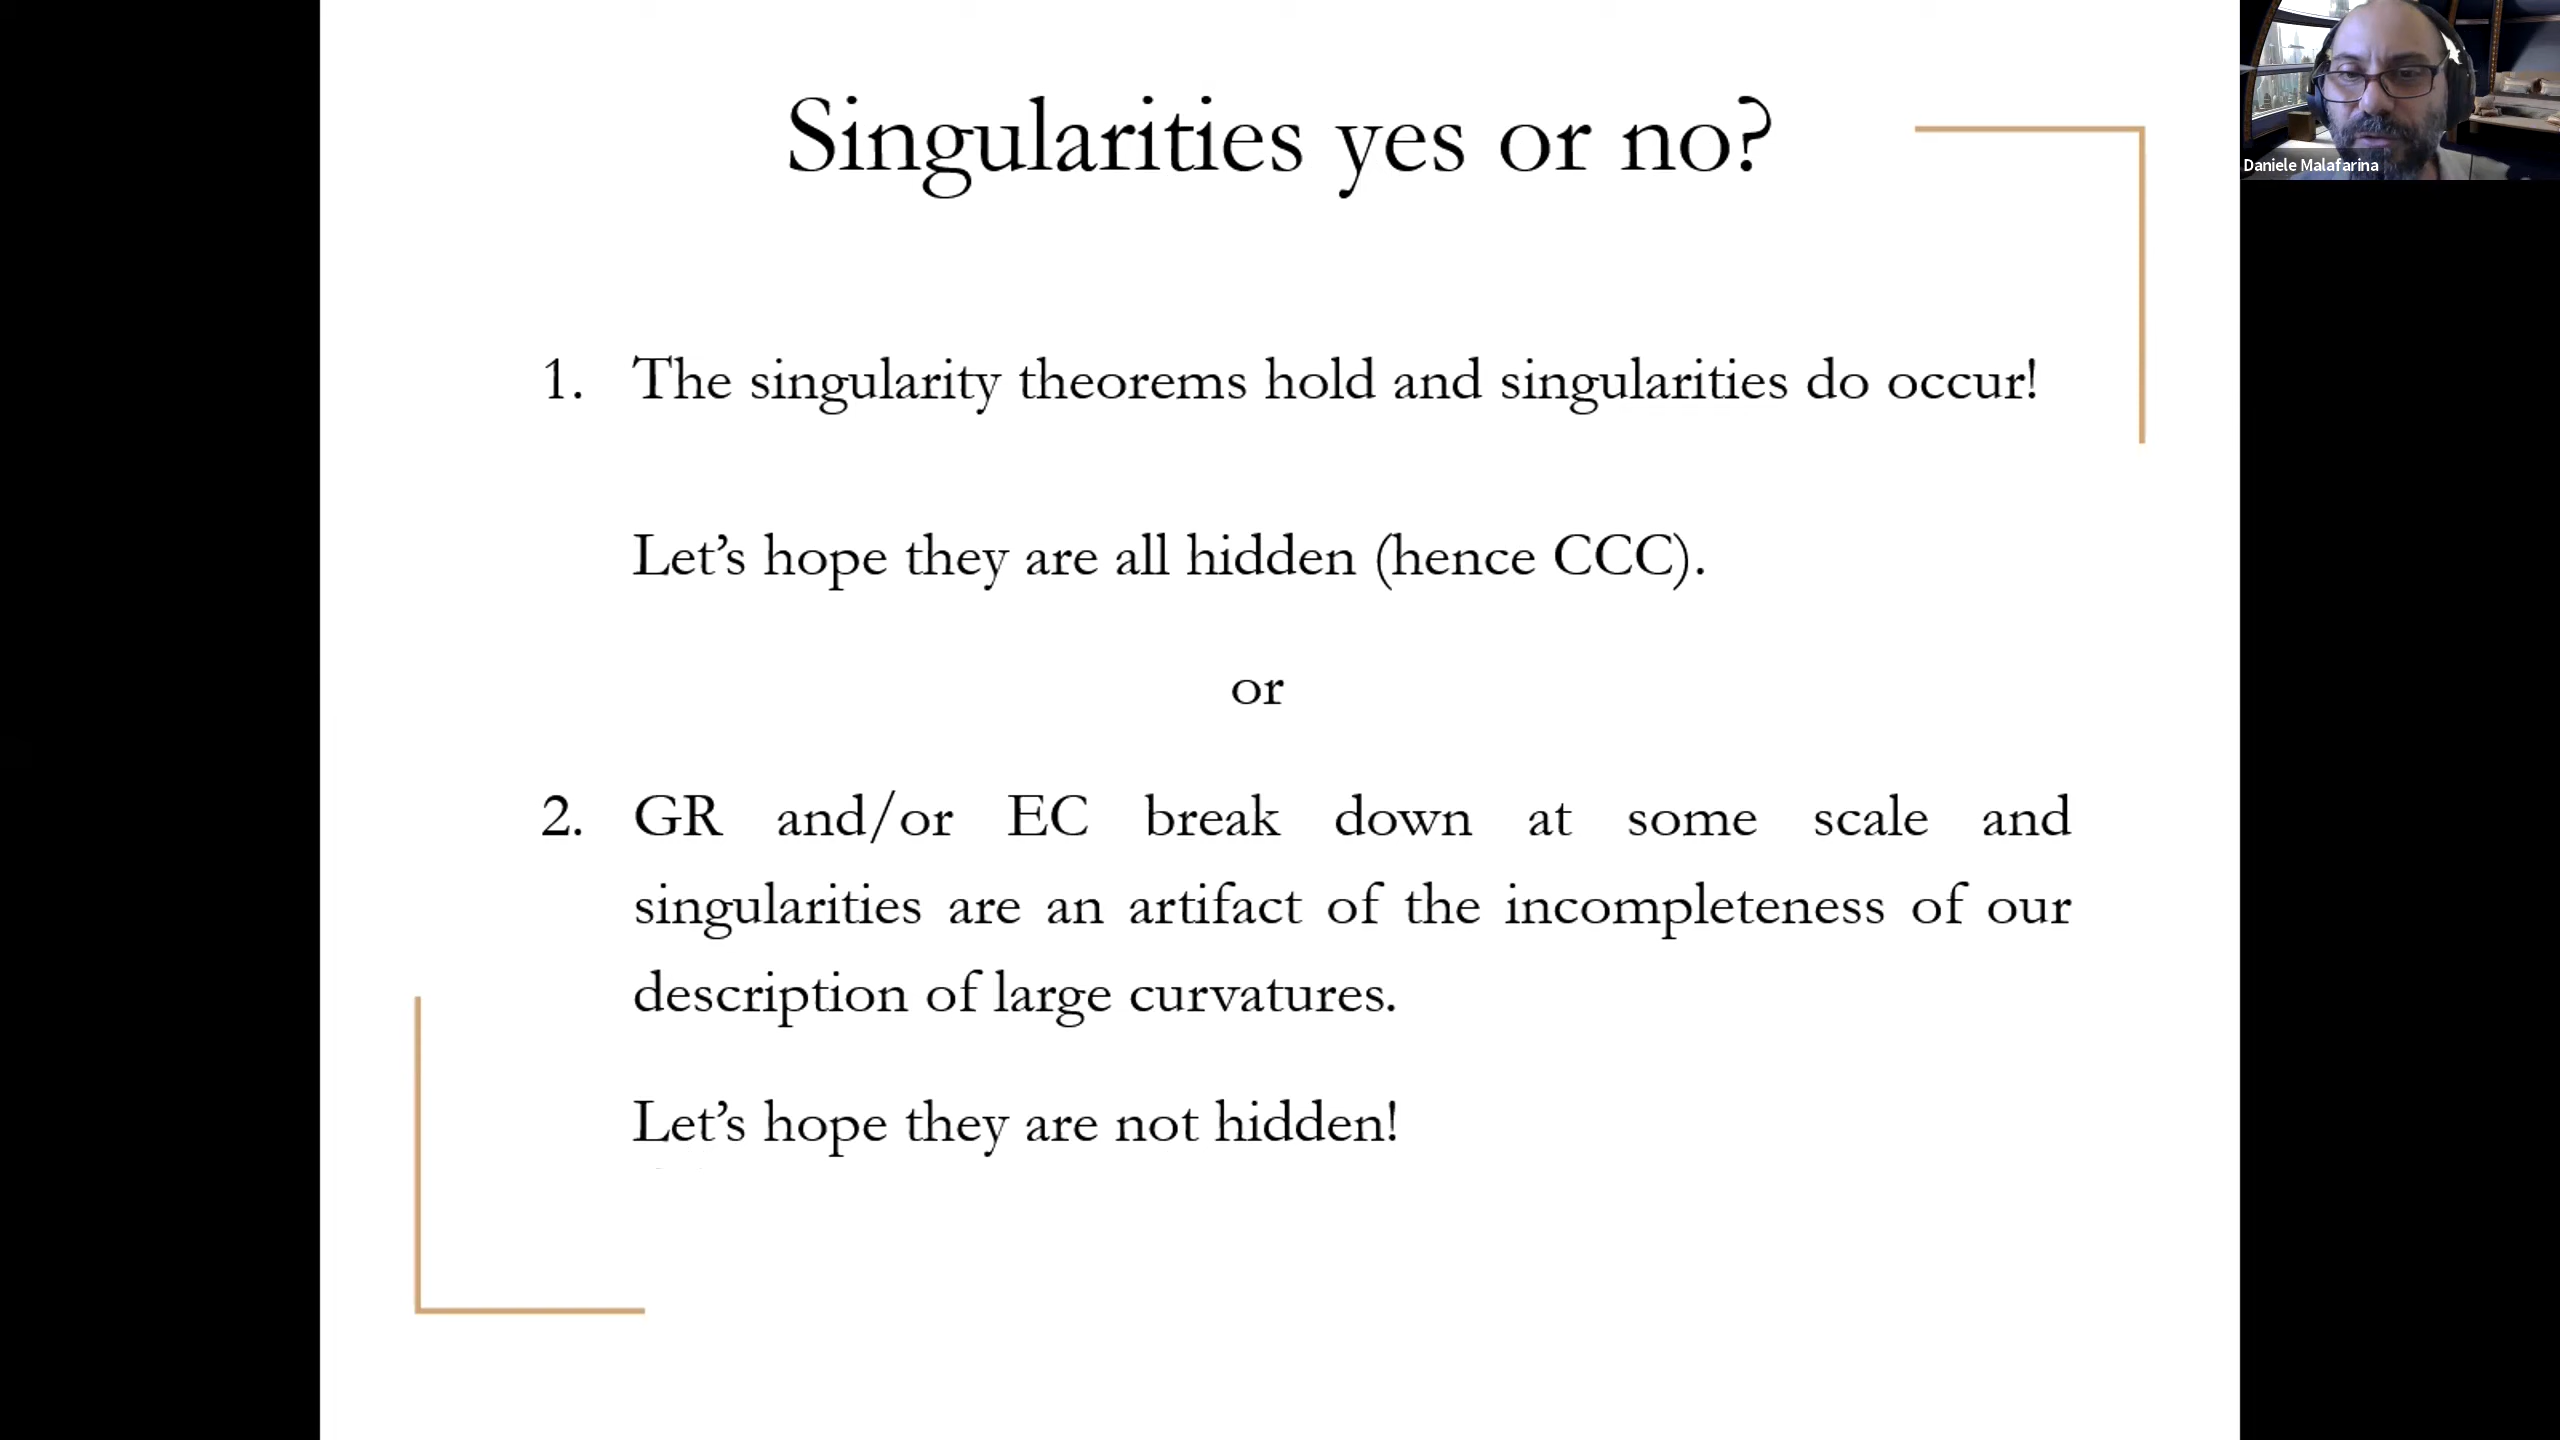 Singularities yes or no?
Daniele Malafarina
1. The singularity theorems hold and singularities do occur!
Let’s hope they are all hidden (hence CCC).
or
2. GR and/or EC break down at some scale and
singularities are an artifact of the incompleteness of our
description of large curvatures.
Let’s hope they are not hidden!